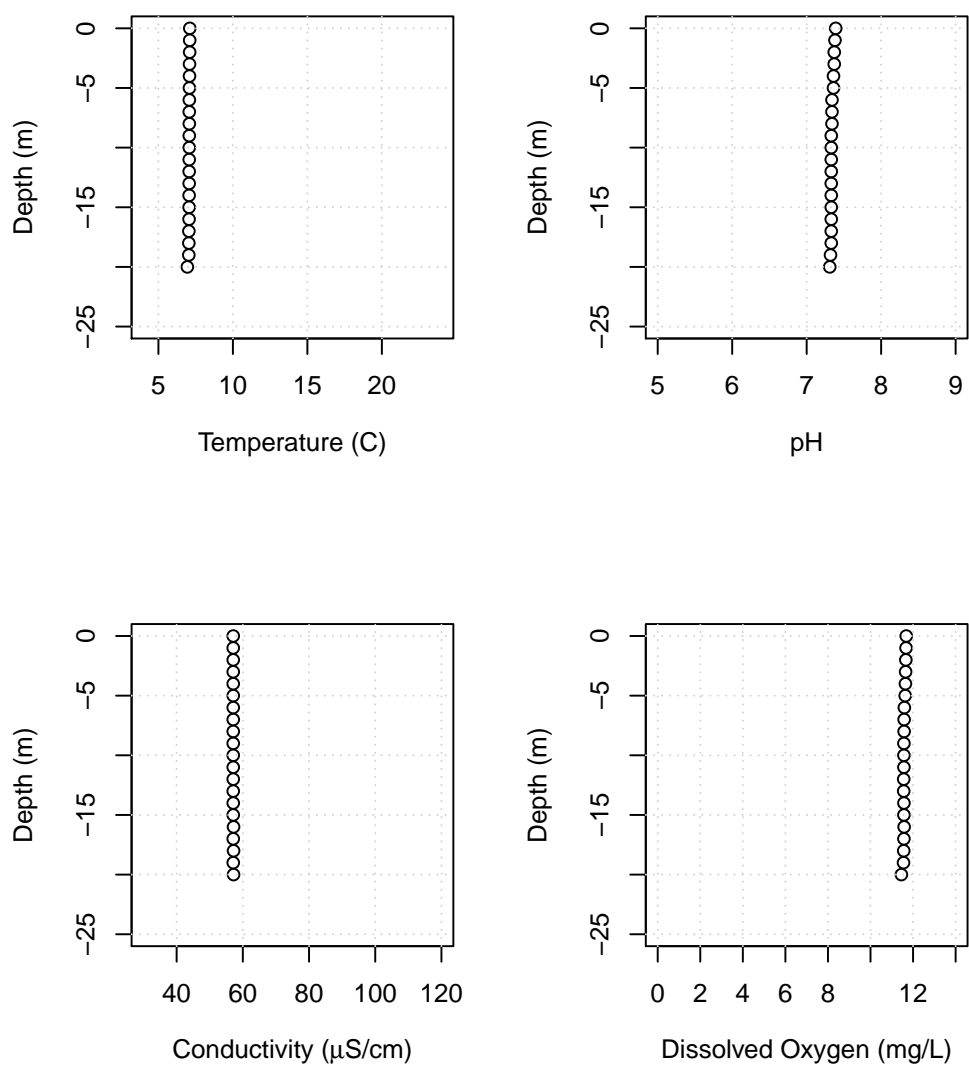 0
−5
−15
−25
Depth (m)
5 10 15 20
Temperature (C)
0
−5
−15
−25
Depth (m)
5 6 7 8 9
pH
0
−5
−15
−25
Depth (m)
40 60 80 100 120
Conductivity (µS/cm)
0
−5
−15
−25
Depth (m)
0 2 4 6 8 12
Dissolved Oxygen (mg/L)